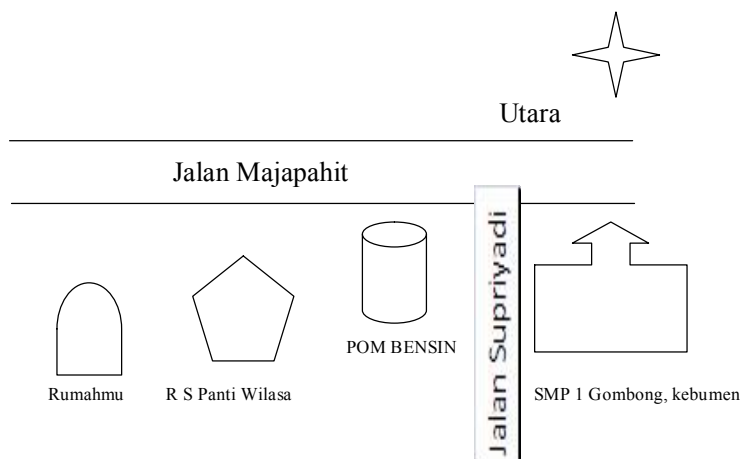 Utara
Jalan Majapahit
Jalan Supriyadi
POM BENSIN
Rumahmu
R S Panti Wilasa
SMP 1 Gombong, kebumen